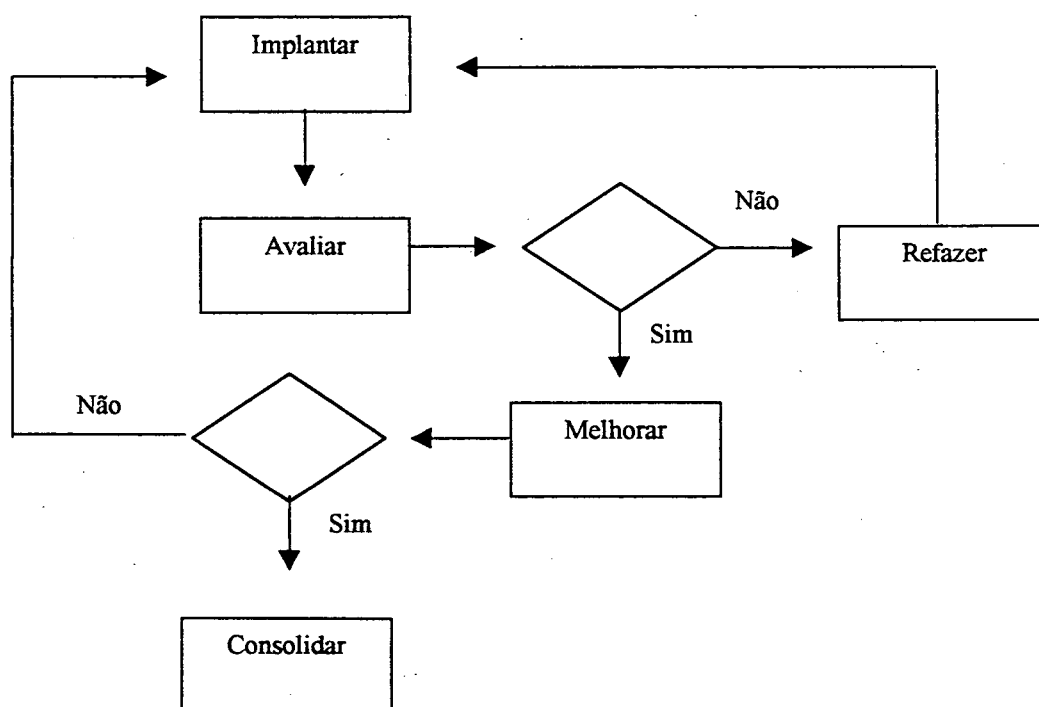 Implantar
Avaliar
Não
Refazer
Sim
Melhorar
Não
Sim
Consolidar